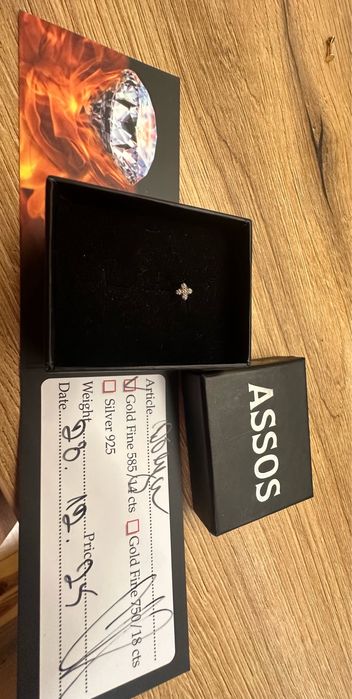 ASSOS
Article
Gold Fine 585/14 cts Gold Fine 750/18 cts
Silver 925
Weight Price
Date 28. 12.